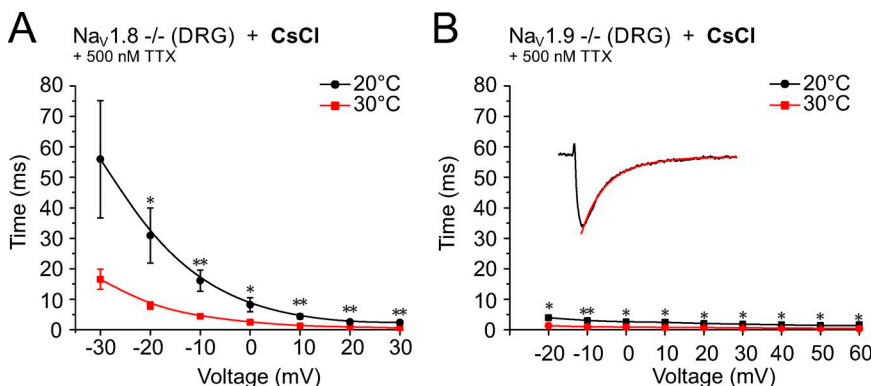 A
Na_V1.8 -/- (DRG) + CsCl
+ 500 nM TTX
20°C
30°C
80
70
60
50
40
30
20
10
0
Time (ms)
*
**
*
**
**
**
-30 -20 -10 0 10 20 30
Voltage (mV)
B
Na_V1.9 -/- (DRG) + CsCl
+ 500 nM TTX
20°C
30°C
80
70
60
50
40
30
20
10
0
Time (ms)
* ** * * * * * * *
-20 -10 0 10 20 30 40 50 60
Voltage (mV)